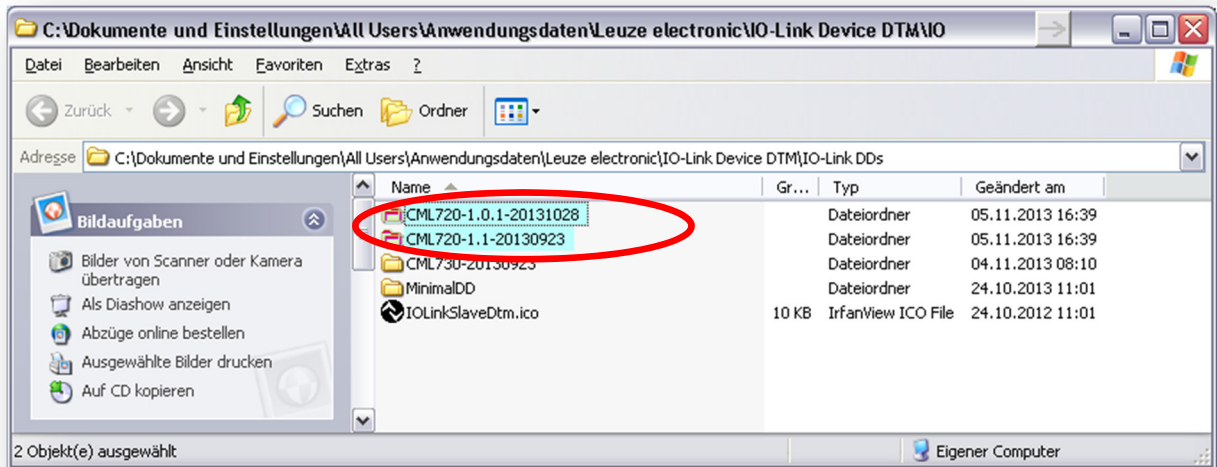 C:\Dokumente und Einstellungen\All Users\Anwendungsdaten\Leuze electronic\IO-Link Device DTM\IO
Datei Bearbeiten Ansicht Favoriten Extras ?
Zurück Suchen Ordner
Adresse C:\Dokumente und Einstellungen\All Users\Anwendungsdaten\Leuze electronic\IO-Link Device DTM\IO-Link DDs
Name Gr... Typ Geändert am
Bildaufgaben
Bilder von Scanner oder Kamera
übertragen
Als Diashow anzeigen
Abzüge online bestellen
Ausgewählte Bilder drucken
Auf CD kopieren
CML720-1.0.1-20131028 Dateiordner 05.11.2013 16:39
CML720-1.1-20130923 Dateiordner 05.11.2013 16:39
CML730-20130923 Dateiordner 04.11.2013 08:10
MinimalDD Dateiordner 24.10.2013 11:01
IOLinkSlaveDtm.ico 10 KB IrfanView ICO File 24.10.2012 11:01
2 Objekt(e) ausgewählt Eigener Computer